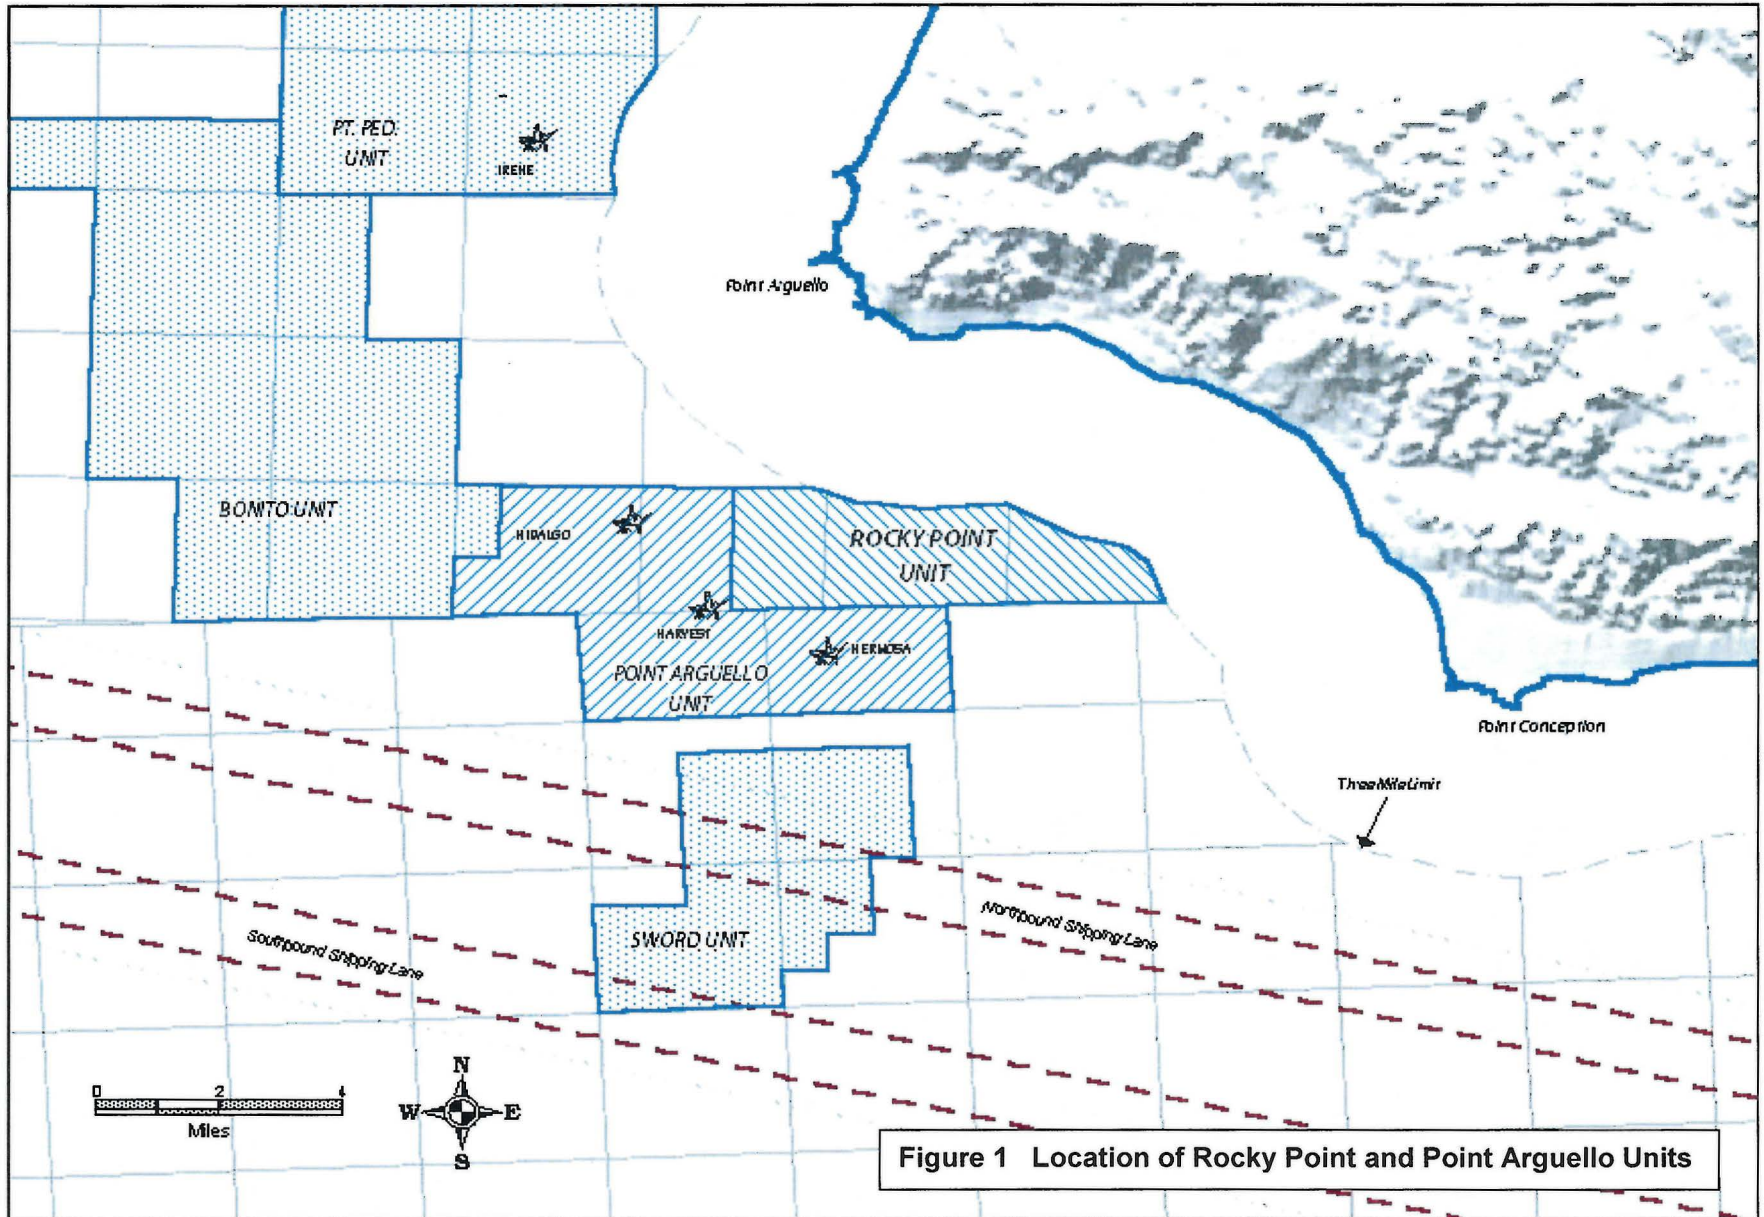 PT. PED.
UNIT
IRENE
Point Arguello
BONITO UNIT
HIDALGO
ROCKY POINT
UNIT
HARVEST
HERMOSA
POINT ARGUELLO
UNIT
Point Conception
Three Mile Limit
Northbound Shipping Lane
SWORD UNIT
Southbound Shipping Lane
0 2 4
Miles
N
W E
S
Figure 1 Location of Rocky Point and Point Arguello Units